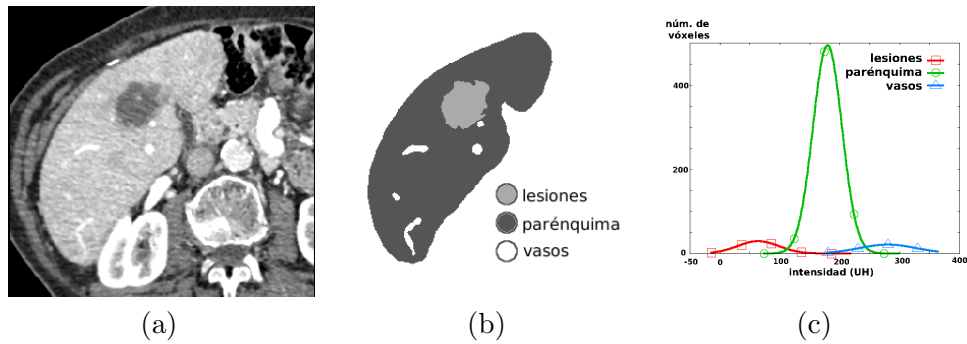 lesiones
parénquima
vasos
núm. de
vóxeles
lesiones
parénquima
vasos
400
200
0
-50 0 100 200 300 400
intensidad (UH)
(a) (b) (c)